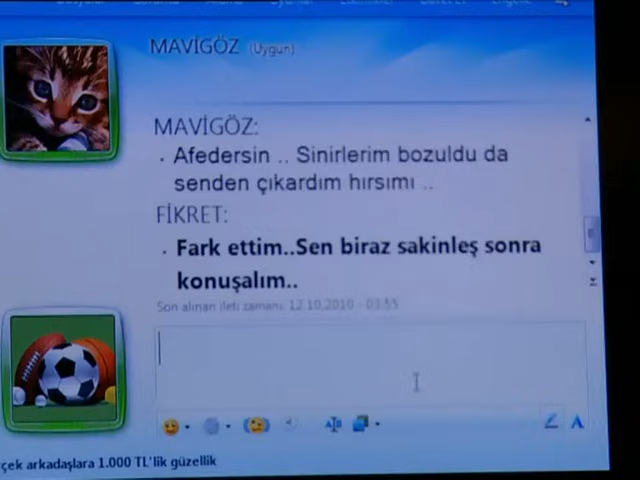 MAVİGÖZ (Uygun)
MAVİGÖZ:
· Afedersin .. Sinirlerim bozuldu da
senden çıkardım hırsımı ..
FİKRET:
· Fark ettim..Sen biraz sakinleş sonra
konuşalım..
Son alınan ileti zamanı: 12.10.2010 - 03:55
çek arkadaşlara 1.000 TL'lik güzellik